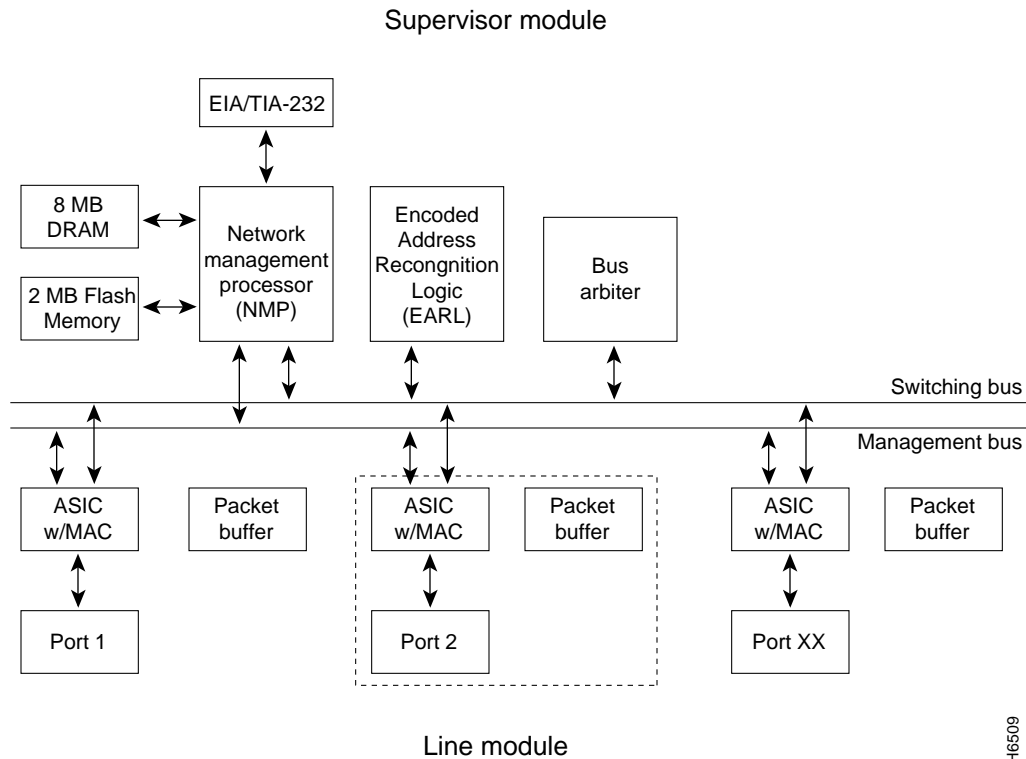 Supervisor module
EIA/TIA-232
8 MB
DRAM
Network
management
processor
(NMP)
Encoded
Address
Recongnition
Logic
(EARL)
Bus
arbiter
2 MB Flash
Memory
Switching bus
Management bus
ASIC
w/MAC
Packet
buffer
ASIC
w/MAC
Packet
buffer
ASIC
w/MAC
Packet
buffer
Port 1
Port 2
Port XX
Line module
H6509